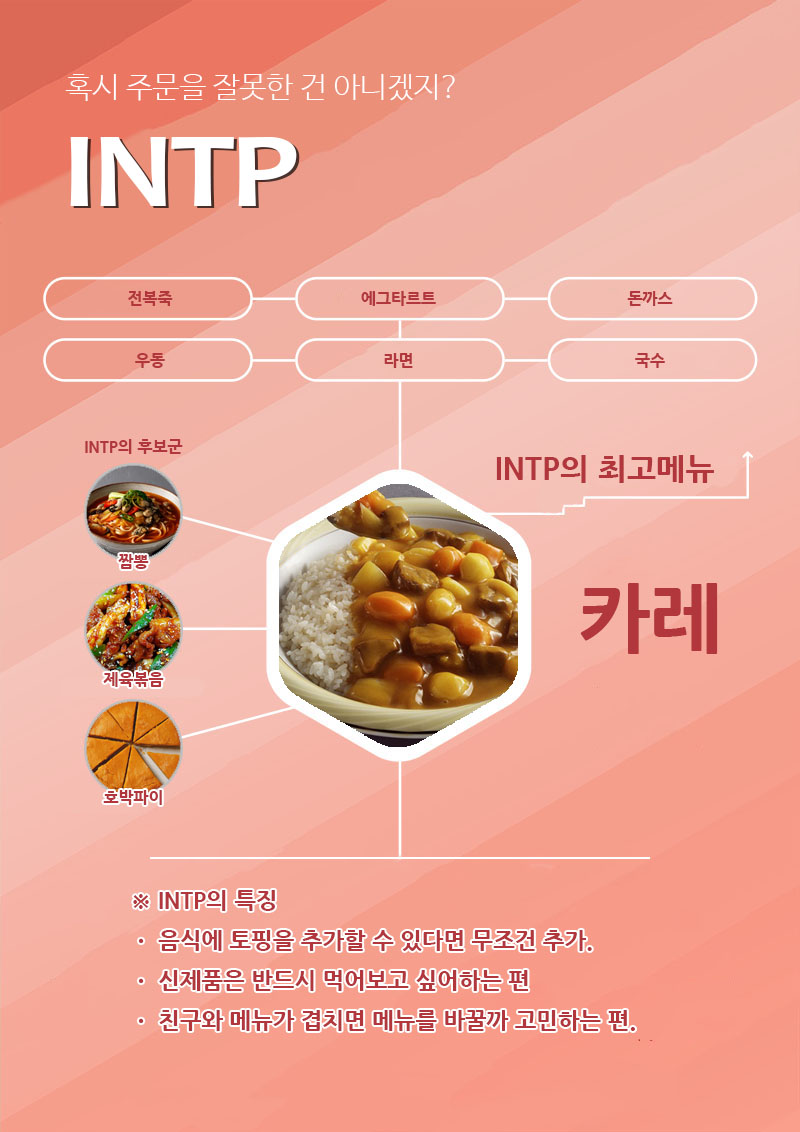 혹시 주문을 잘못한 건 아니겠지?
INTP
전복죽
에그타르트
돈까스
우동
라면
국수
INTP의 후보군
짬뽕
제육볶음
호박파이
INTP의 최고메뉴
카레
※ INTP의 특징
· 음식에 토핑을 추가할 수 있다면 무조건 추가.
· 신제품은 반드시 먹어보고 싶어하는 편
· 친구와 메뉴가 겹치면 메뉴를 바꿀까 고민하는 편.